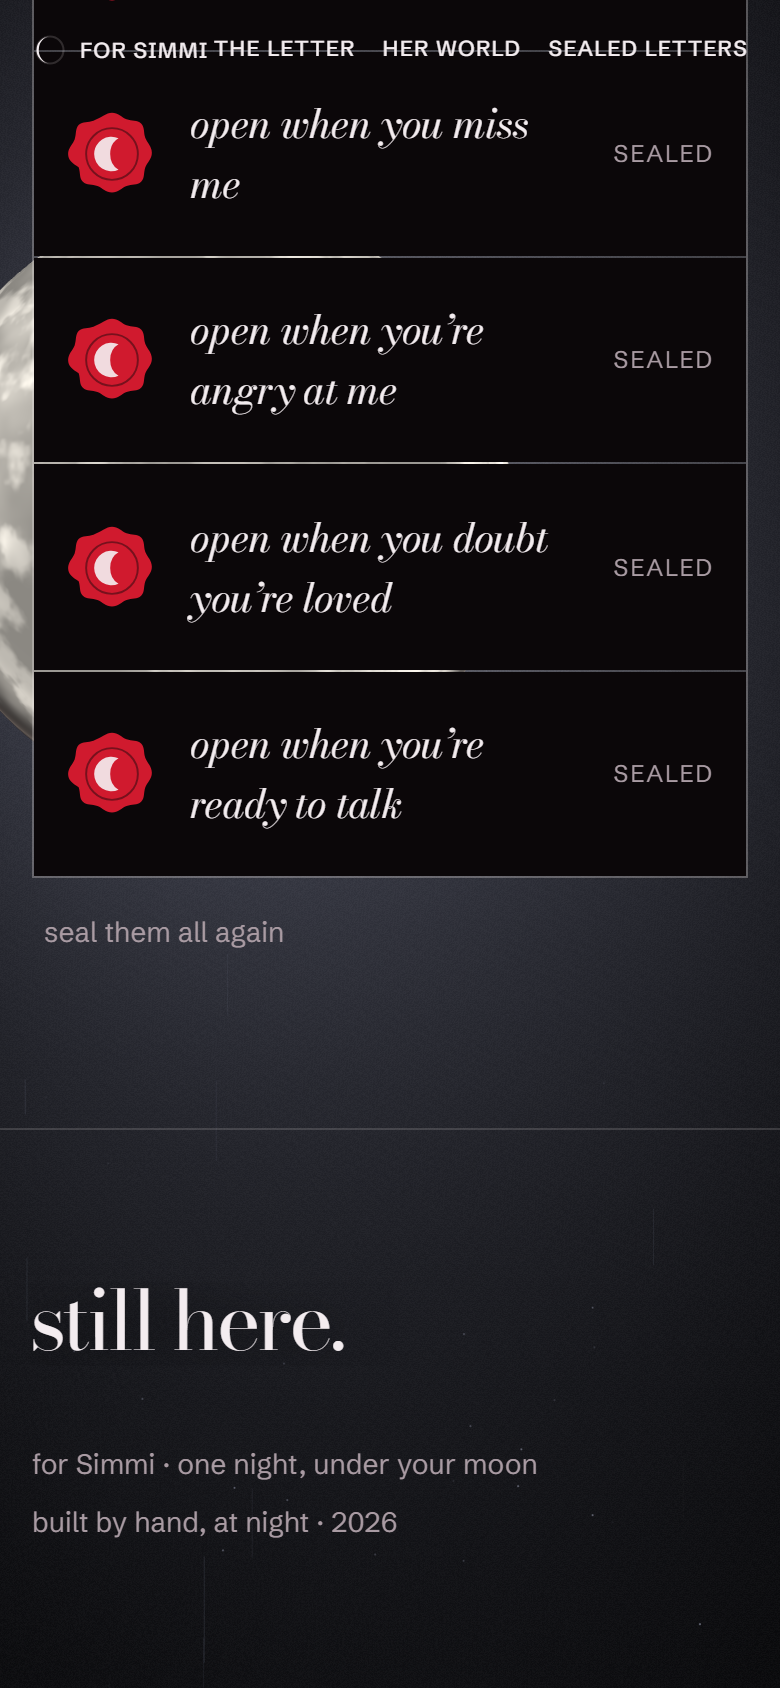 FOR SIMMI THE LETTER HER WORLD SEALED LETTERS
open when you miss
me
SEALED
open when you’re
angry at me
SEALED
open when you doubt
you’re loved
SEALED
open when you’re
ready to talk
SEALED
seal them all again
still here.
for Simmi · one night, under your moon
built by hand, at night · 2026